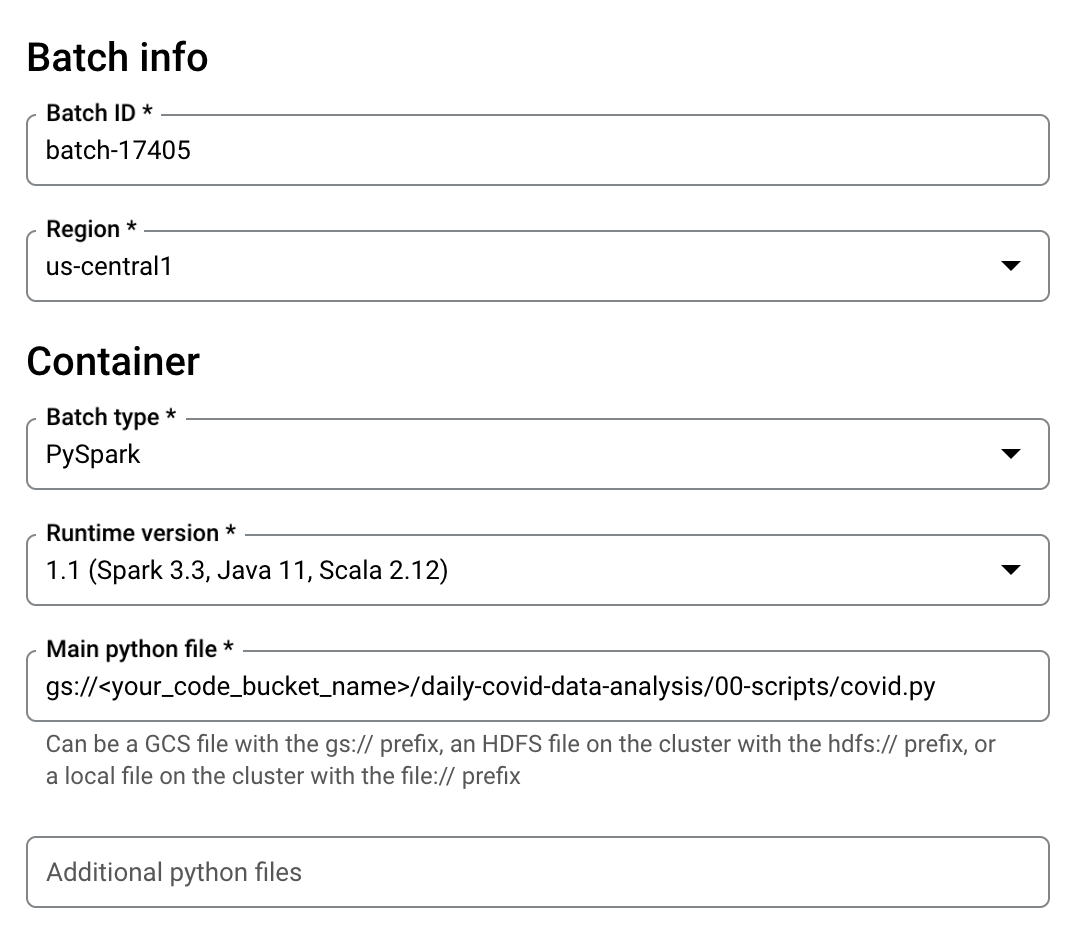 Batch info
Batch ID *
batch-17405
Region *
us-central1
Container
Batch type *
PySpark
Runtime version *
1.1 (Spark 3.3, Java 11, Scala 2.12)
Main python file *
gs://<your_code_bucket_name>/daily-covid-data-analysis/00-scripts/covid.py
Can be a GCS file with the gs:// prefix, an HDFS file on the cluster with the hdfs:// prefix, or
a local file on the cluster with the file:// prefix
Additional python files